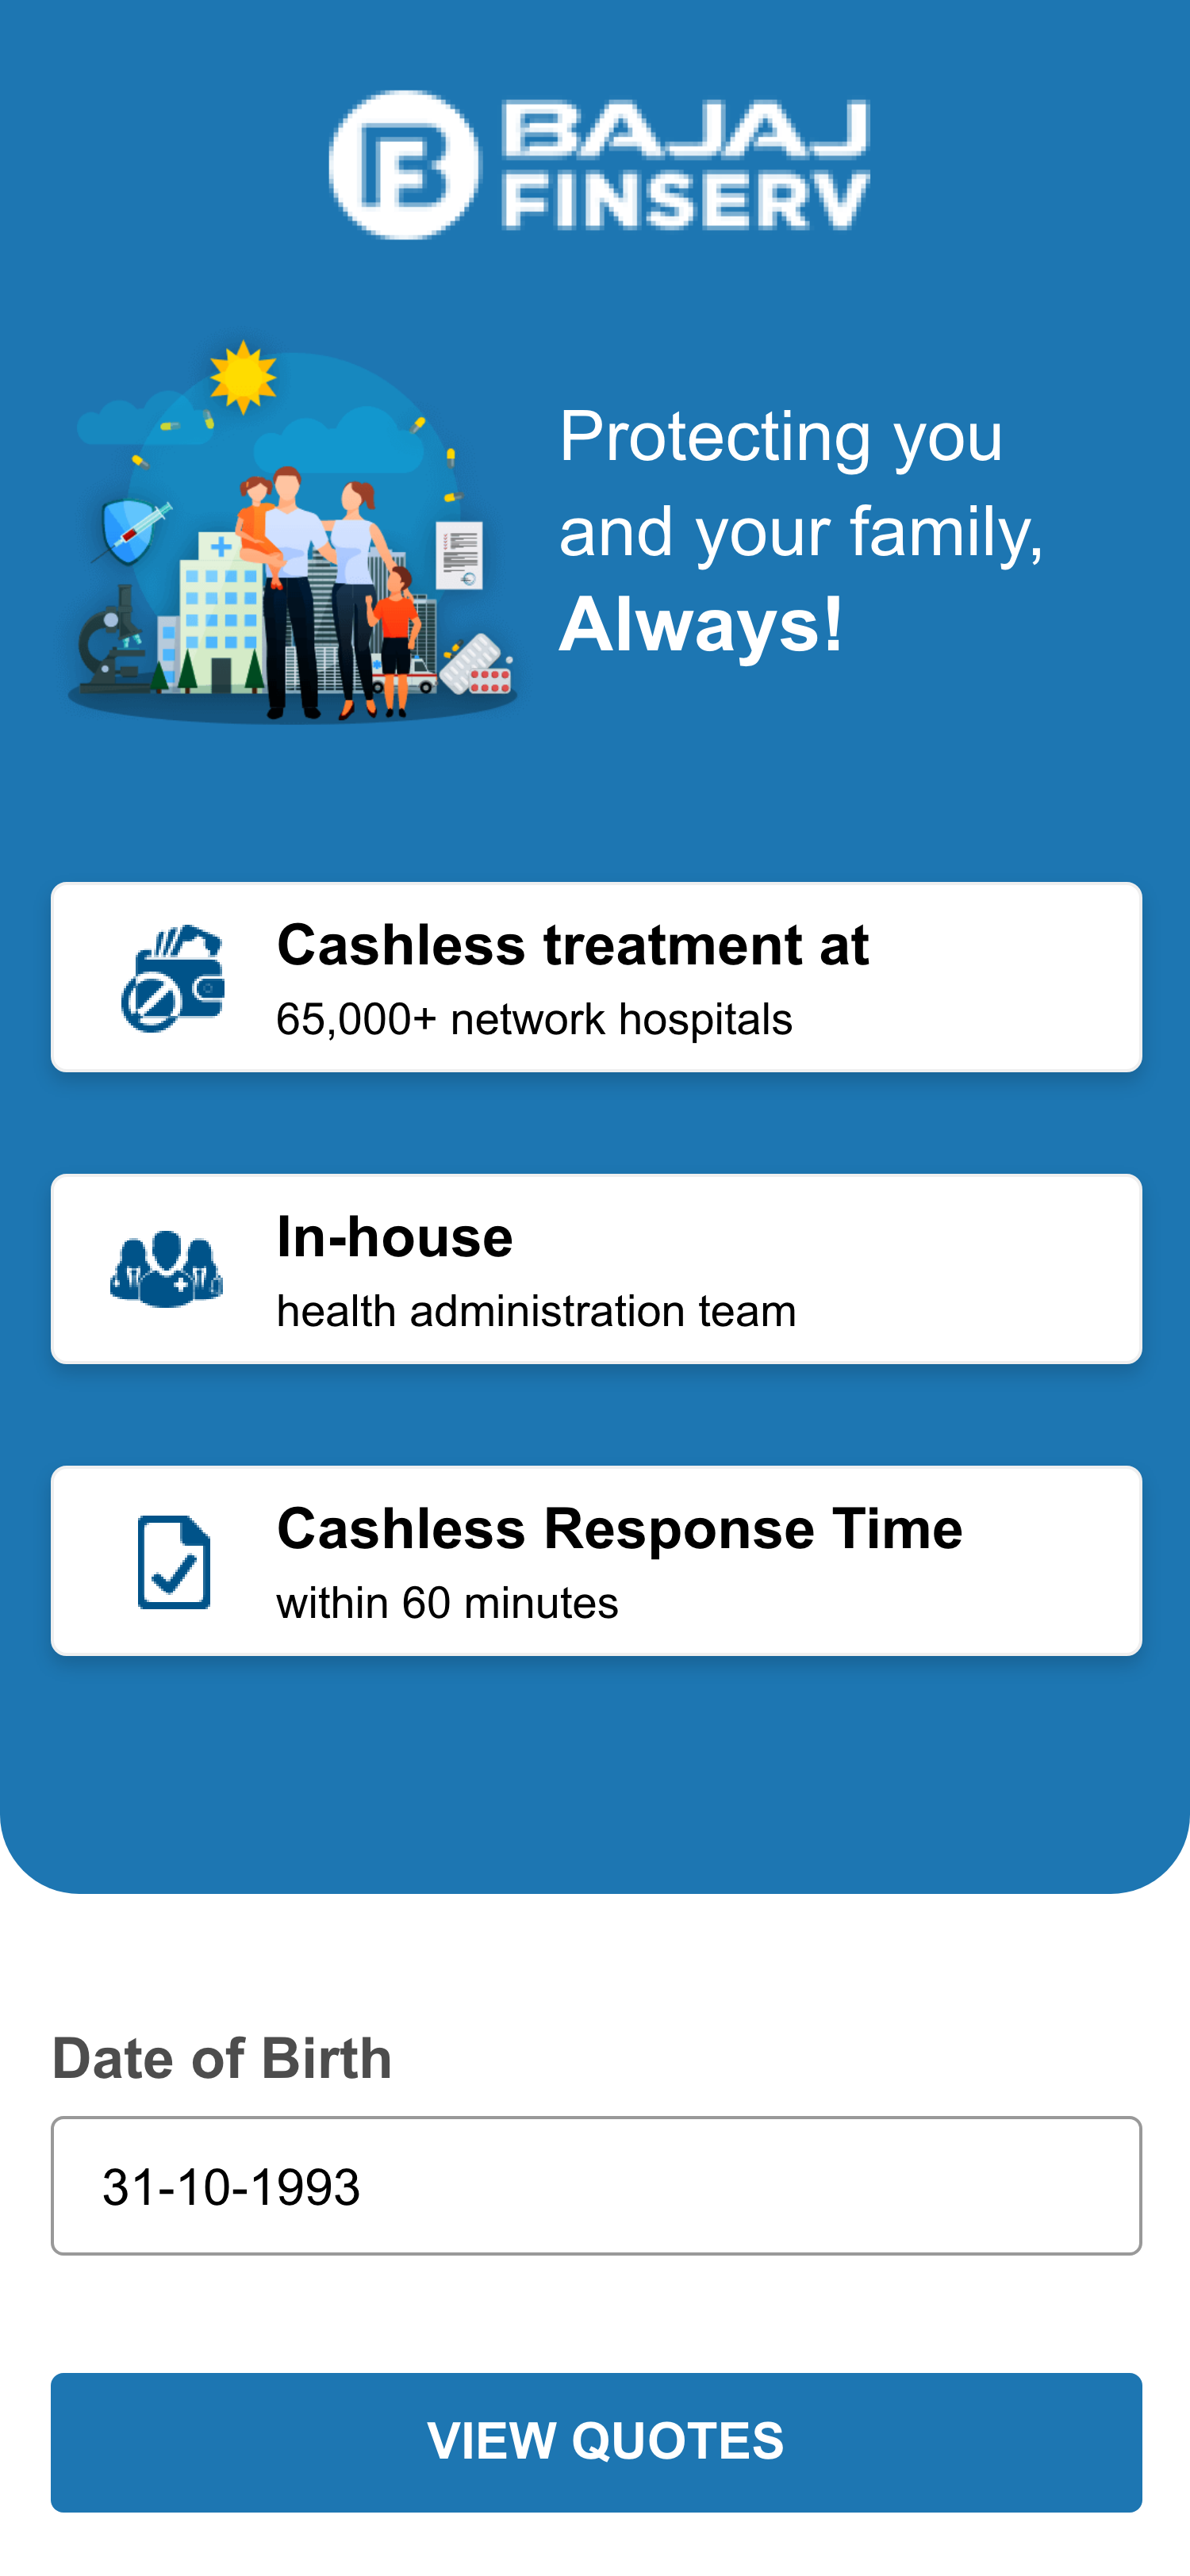 BAJAJ
FINSERV
Protecting you
and your family,
Always!
Cashless treatment at
65,000+ network hospitals
In-house
health administration team
Cashless Response Time
within 60 minutes
Date of Birth
31-10-1993
VIEW QUOTES